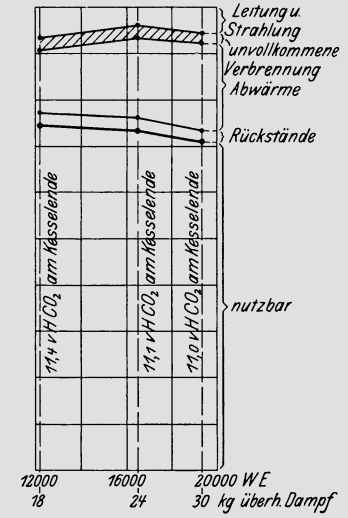 Leitung u.
Strahlung
unvollkommene
Verbrennung
Abwärme
Rückstände
11,4 vH CO2 am Kesselende
11,1 vH CO2 am Kesselende
11,0 vH CO2 am Kesselende
nutzbar
12000 16000 20000 WE
18 24 30 kg überh. Dampf